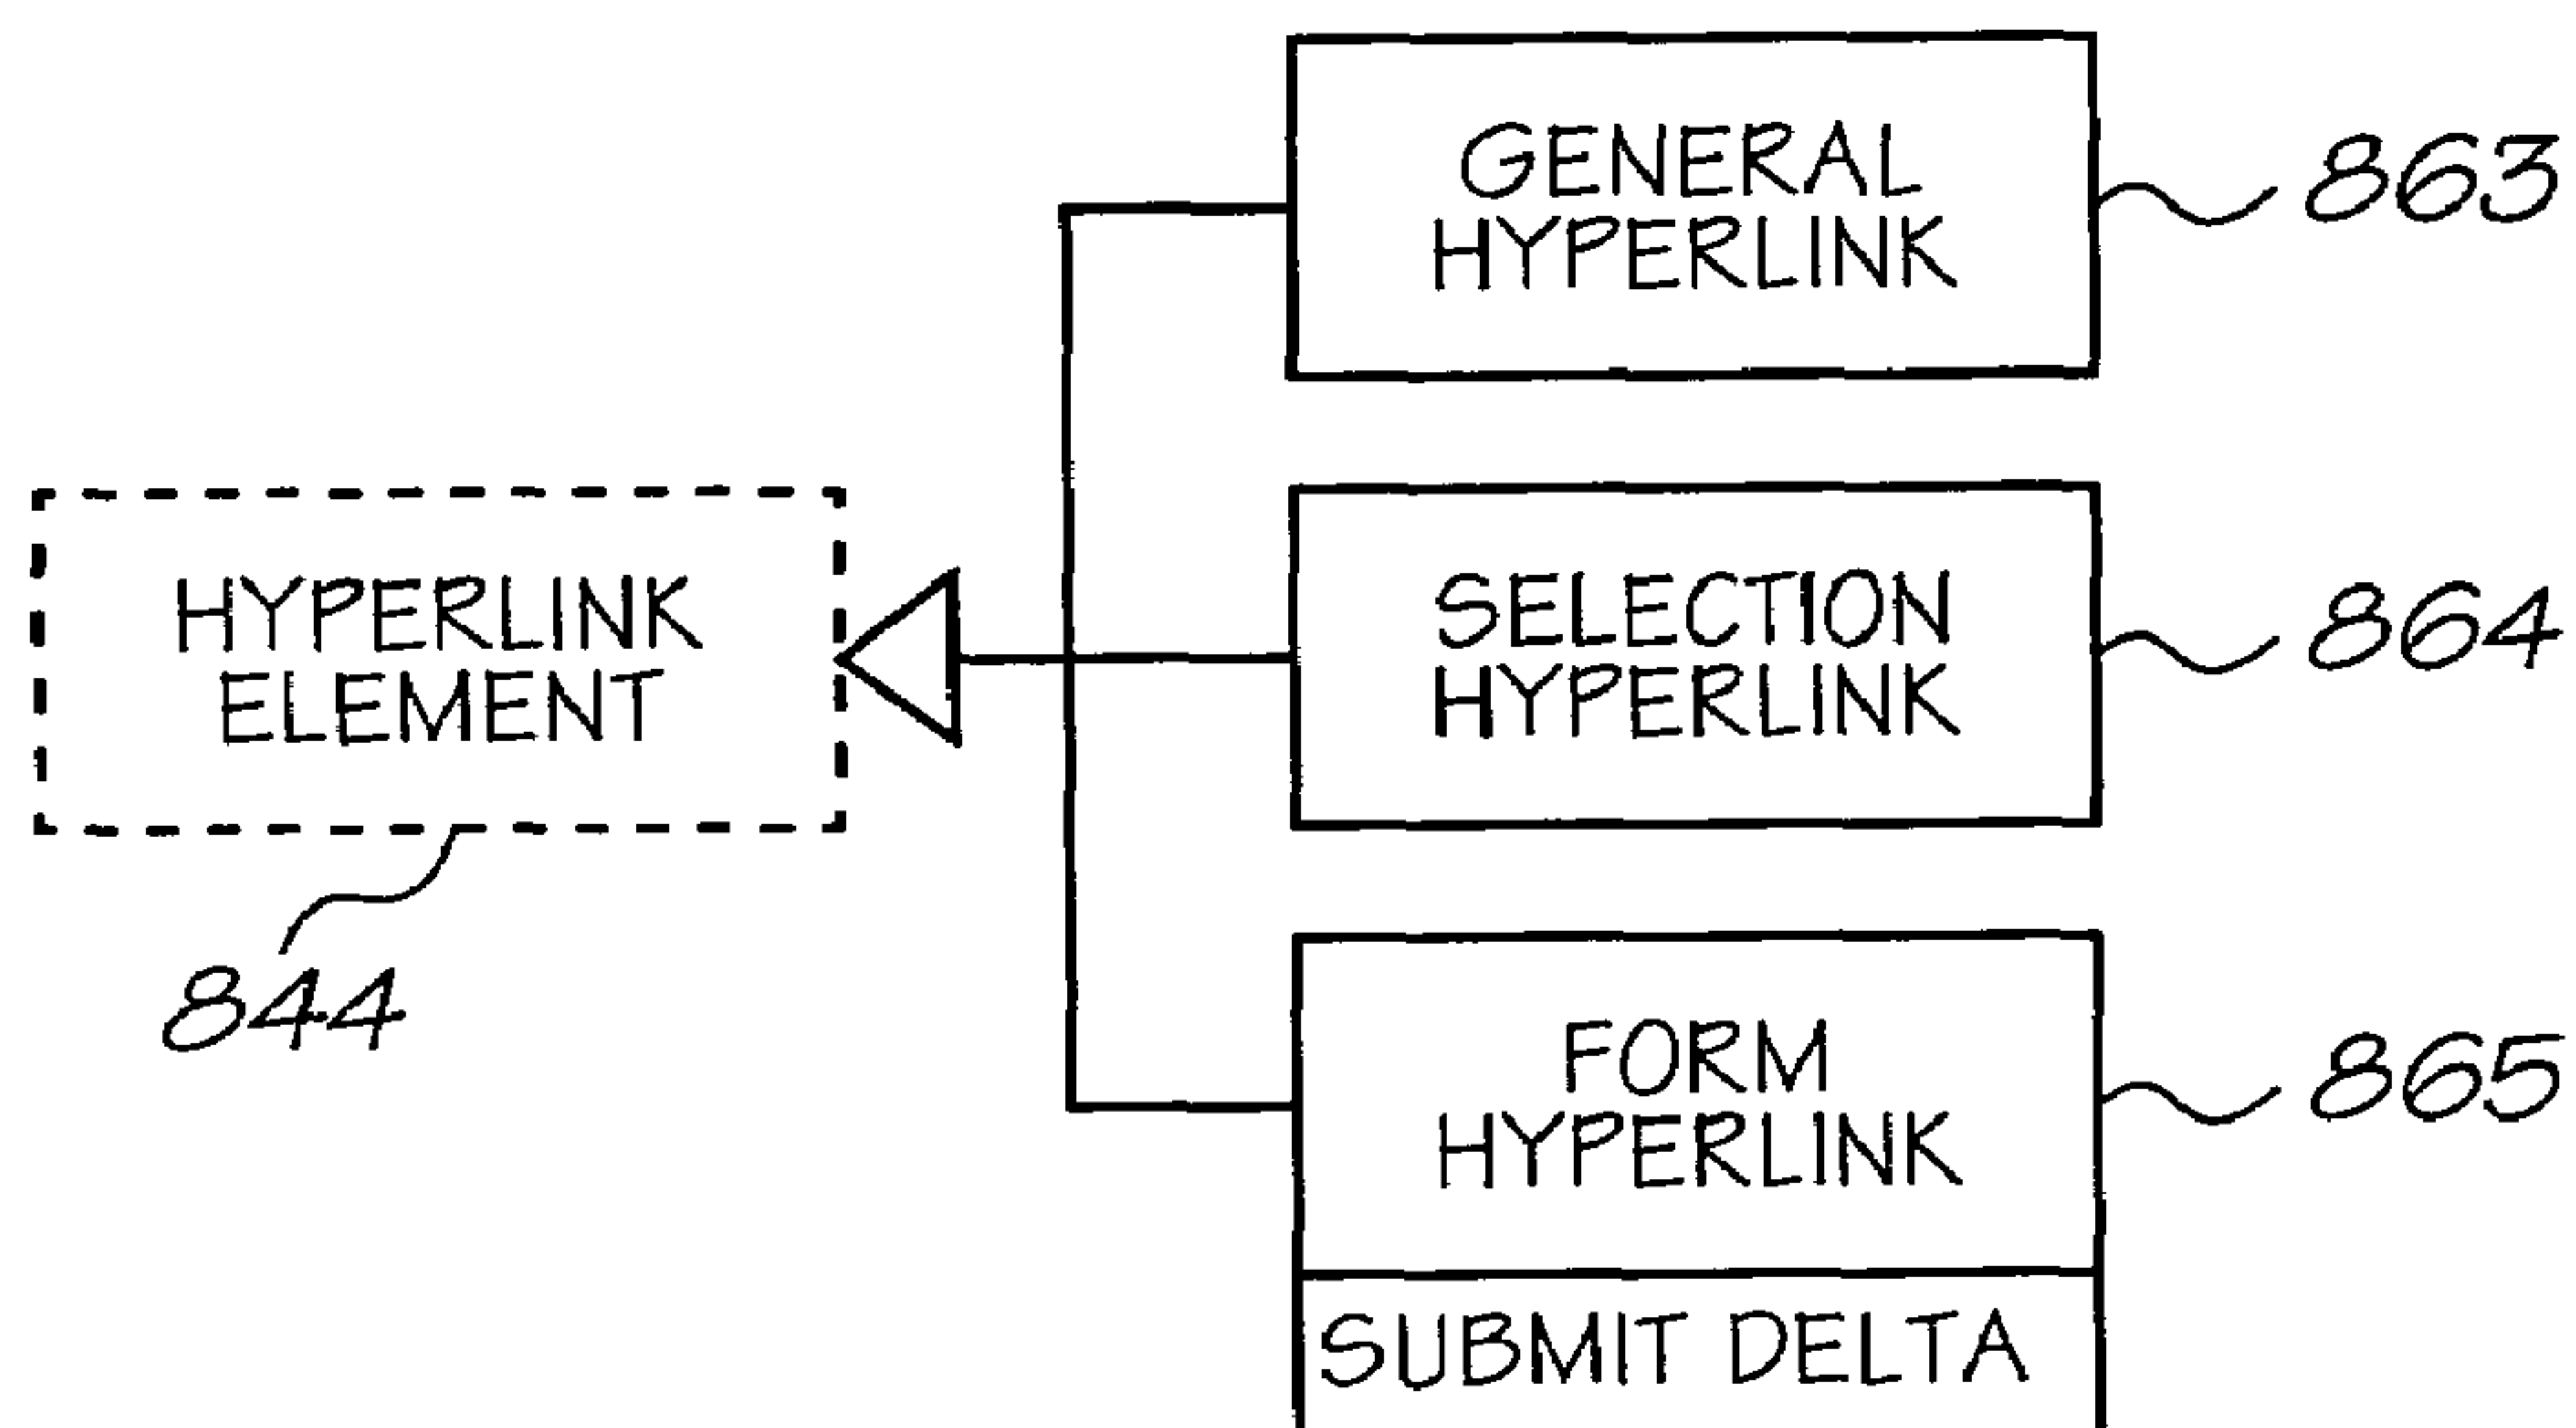 GENERAL
HYPERLINK
863
HYPERLINK
ELEMENT
844
SELECTION
HYPERLINK
864
FORM
HYPERLINK
865
SUBMIT DELTA